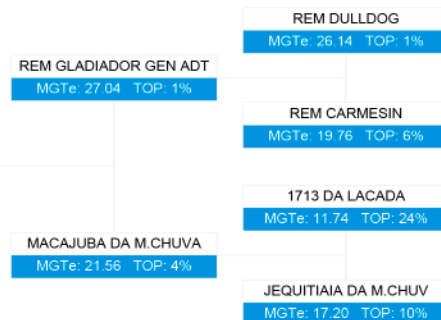 REM DULLDOG
MGTe: 26.14 TOP: 1%
REM GLADIADOR GEN ADT
MGTe: 27.04 TOP: 1%
REM CARMESIN
MGTe: 19.76 TOP: 6%
1713 DA LACADA
MGTe: 11.74 TOP: 24%
MACAJUBA DA M.CHUVA
MGTe: 21.56 TOP: 4%
JEQUITIAIA DA M.CHUV
MGTe: 17.20 TOP: 10%